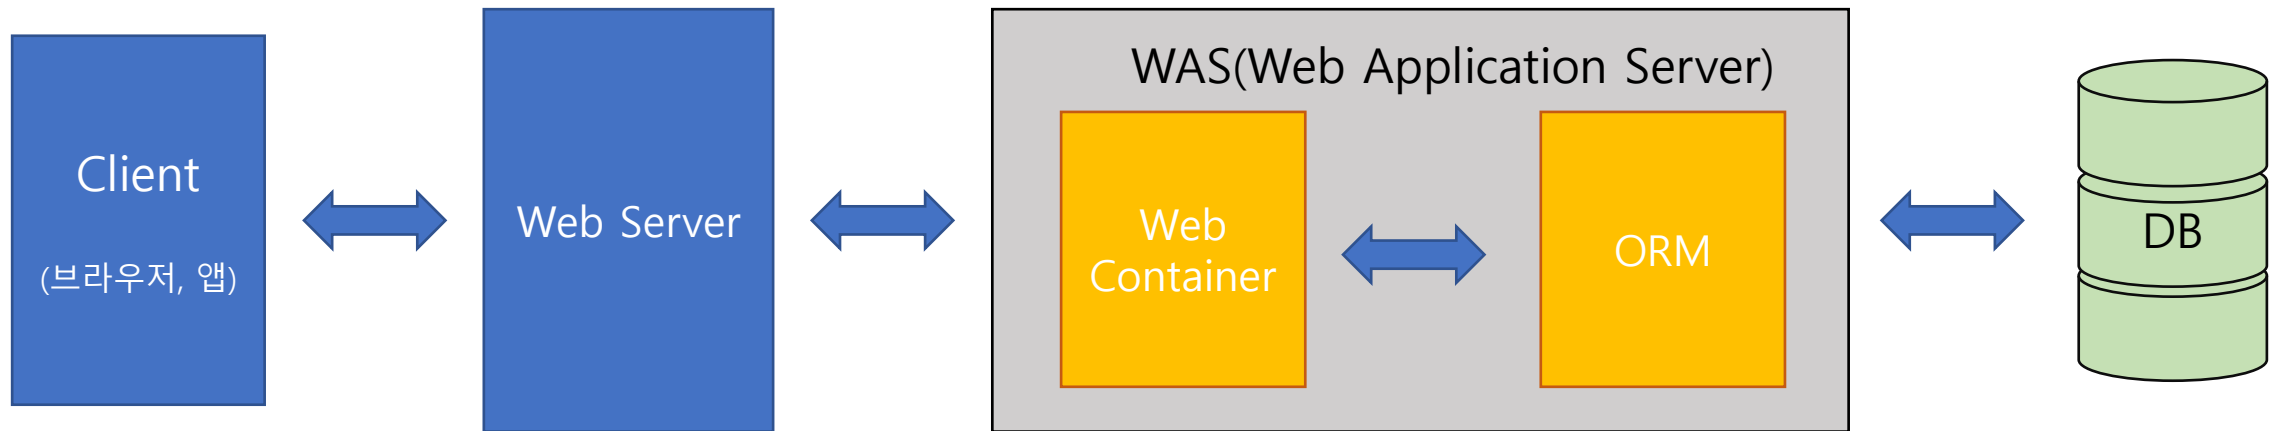 Client
(브라우저, 앱)
Web Server
WAS(Web Application Server)
Web
Container
ORM
DB